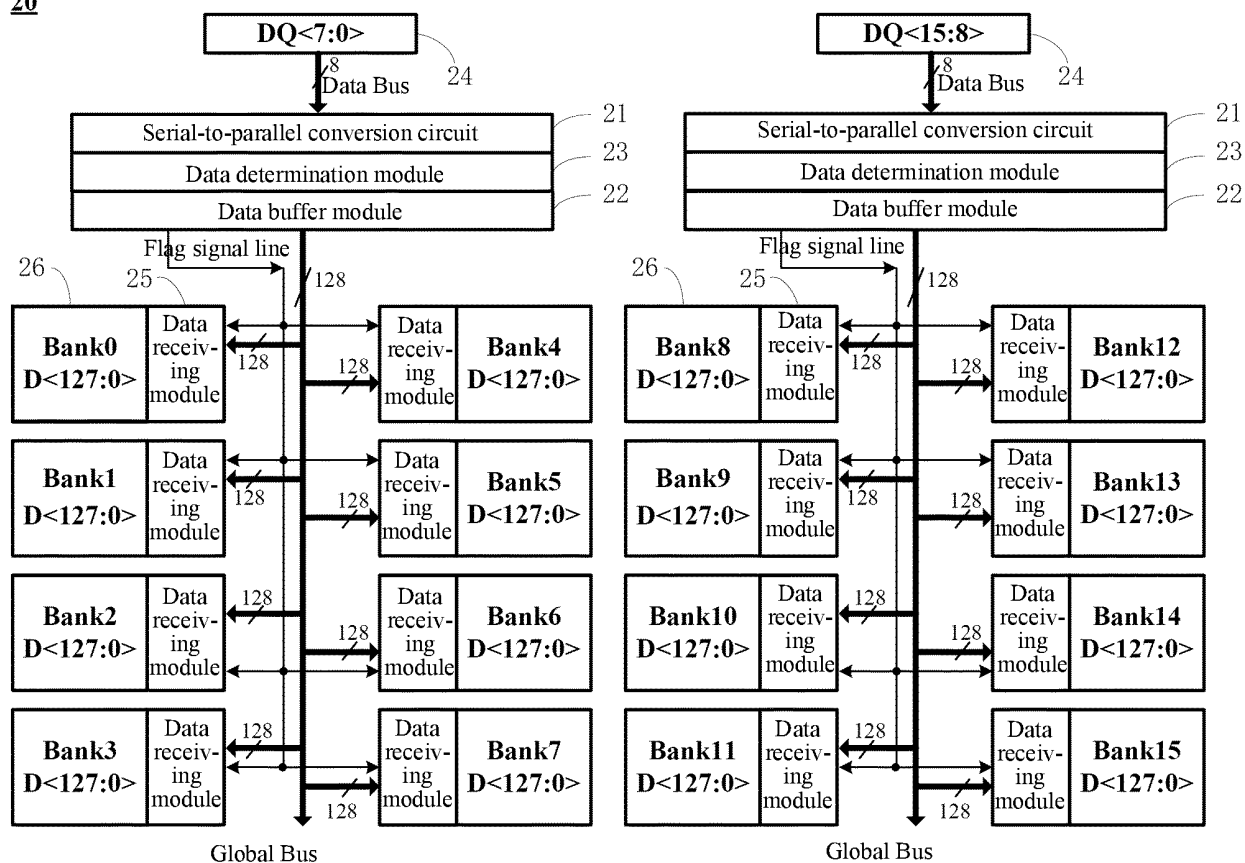 20
DQ<7:0>
24
8
Data Bus
Serial-to-parallel conversion circuit
21
Data determination module
23
Data buffer module
22
Flag signal line
128
26
25
Bank0
D<127:0>
Data
receiv-
ing
module
128
128
Data
receiv-
ing
module
Bank4
D<127:0>
Bank1
D<127:0>
Data
receiv-
ing
module
128
128
Data
receiv-
ing
module
Bank5
D<127:0>
Bank2
D<127:0>
Data
receiv-
ing
module
128
128
Data
receiv-
ing
module
Bank6
D<127:0>
Bank3
D<127:0>
Data
receiv-
ing
module
128
128
Data
receiv-
ing
module
Bank7
D<127:0>
Global Bus
DQ<15:8>
24
8
Data Bus
Serial-to-parallel conversion circuit
21
Data determination module
23
Data buffer module
22
Flag signal line
128
26
25
Bank8
D<127:0>
Data
receiv-
ing
module
128
128
Data
receiv-
ing
module
Bank12
D<127:0>
Bank9
D<127:0>
Data
receiv-
ing
module
128
128
Data
receiv-
ing
module
Bank13
D<127:0>
Bank10
D<127:0>
Data
receiv-
ing
module
128
128
Data
receiv-
ing
module
Bank14
D<127:0>
Bank11
D<127:0>
Data
receiv-
ing
module
128
128
Data
receiv-
ing
module
Bank15
D<127:0>
Global Bus